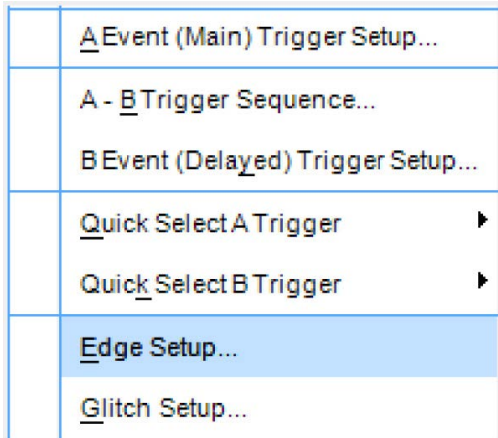 A Event (Main) Trigger Setup...
A - B Trigger Sequence...
B Event (Delayed) Trigger Setup...
Quick Select A Trigger
Quick Select B Trigger
Edge Setup...
Glitch Setup...